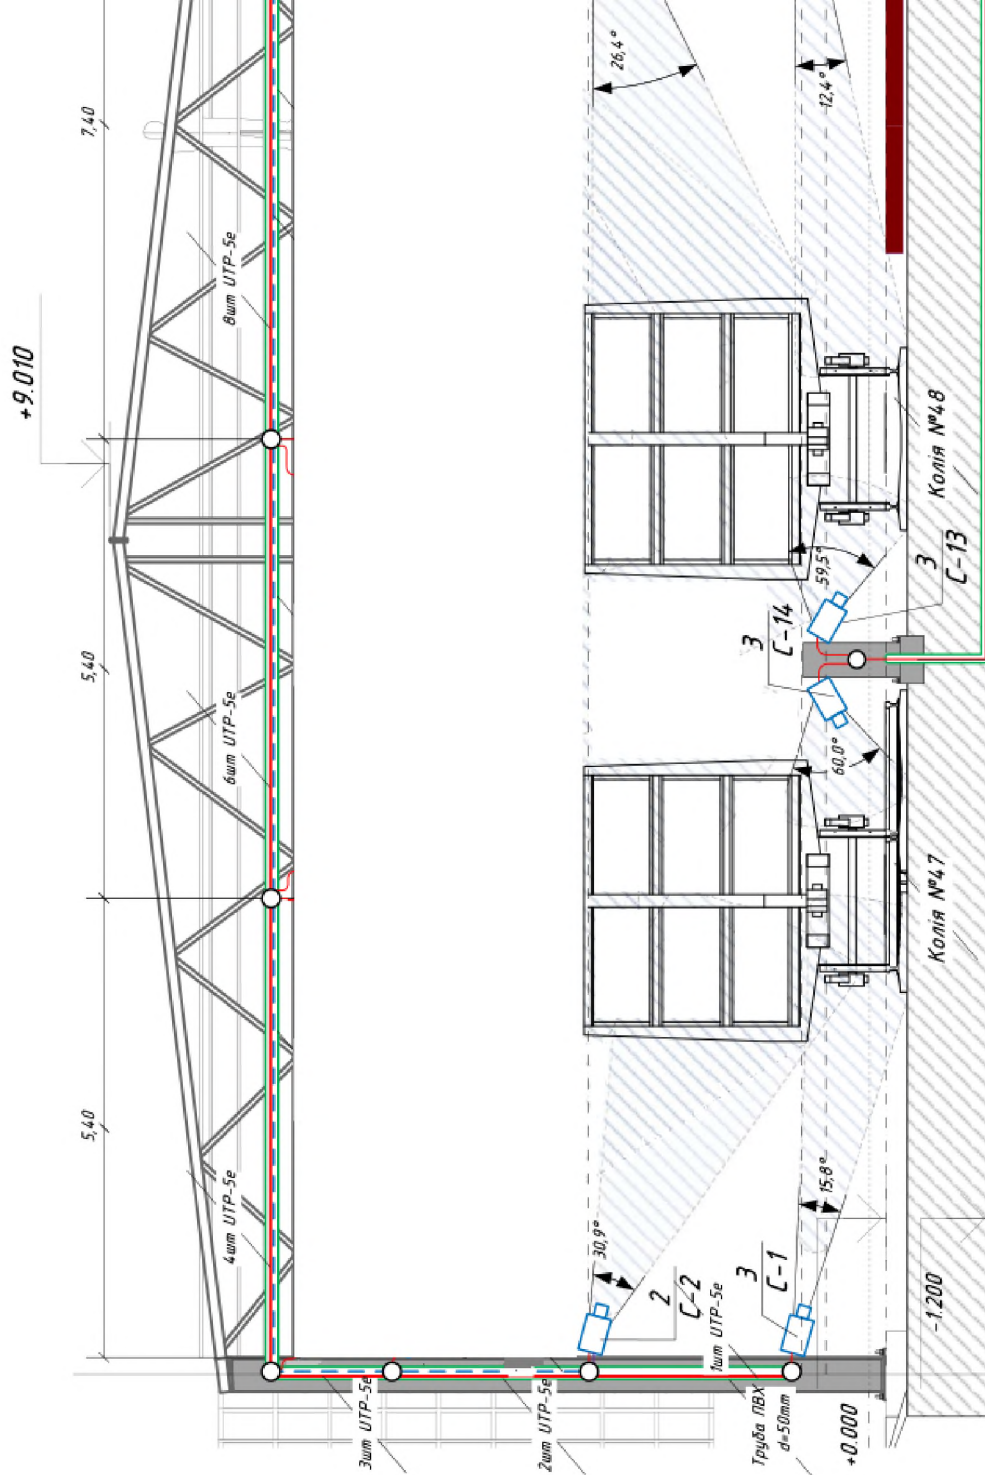 +9.010
7,40
5,40
5,40
8шт UTP-5e
6шт UTP-5e
4шт UTP-5e
3шт UTP-5e
2шт UTP-5e
1шт UTP-5e
Труба ПВХ
d=50mm
26,4°
12,4°
59,5°
60,0°
30,9°
15,8°
2
C-2
3
C-1
3
C-14
3
C-13
Колія №48
Колія №47
+0.000
-1.200